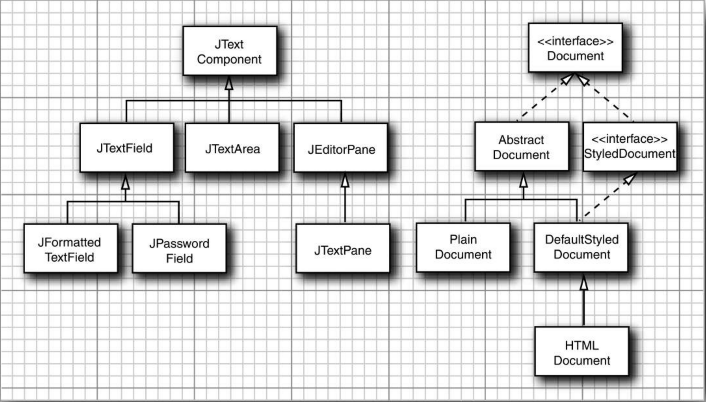 JText
Component
<<interface>>
Document
JTextField
JTextArea
JEditorPane
Abstract
Document
<<interface>>
StyledDocument
JFormatted
TextField
JPassword
Field
JTextPane
Plain
Document
DefaultStyled
Document
HTML
Document